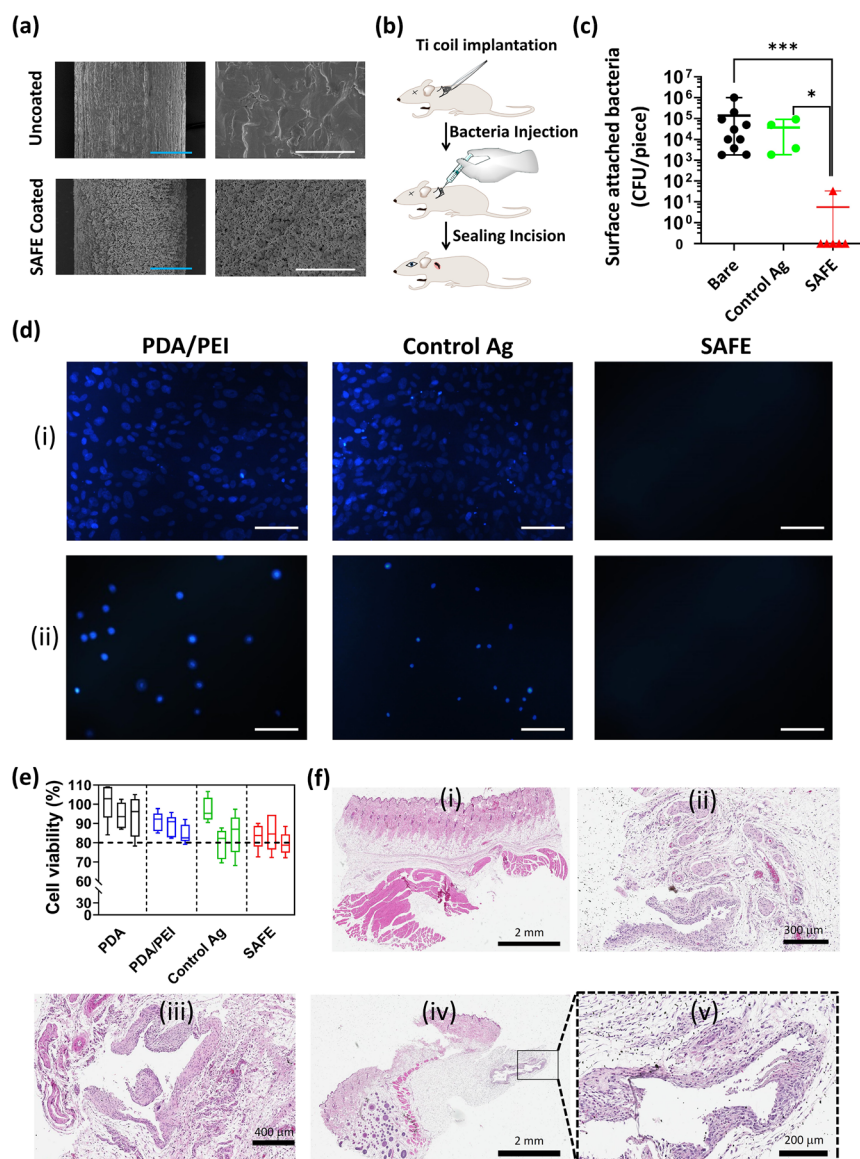 (a)
Uncoated
SAFE Coated
(b)
Ti coil implantation
Bacteria Injection
Sealing Incision
(c)
Surface attached bacteria
(CFU/piece)
10⁷
10⁶
10⁵
10⁴
10³
10²
10¹
10⁰
0
***
*
Bare
Control Ag
SAFE
(d)
PDA/PEI
Control Ag
SAFE
(i)
(ii)
(e)
Cell viability (%)
110
100
90
80
70
60
30
0
PDA
PDA/PEI
Control Ag
SAFE
(f)
(i)
2 mm
(ii)
300 µm
(iii)
400 µm
(iv)
2 mm
(v)
200 µm